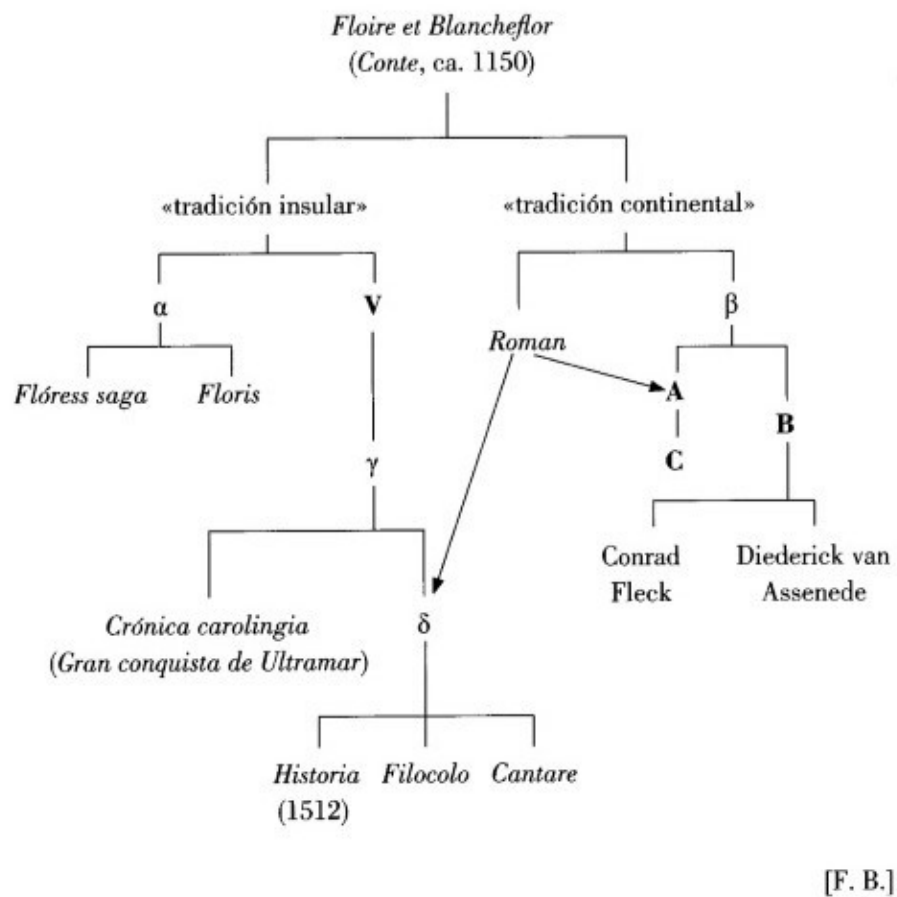 Floire et Blancheflor
(Conte, ca. 1150)
«tradición insular»
«tradición continental»
α
V
Roman
β
Flóress saga
Floris
A
B
C
γ
Conrad
Fleck
Diederick van
Assenede
Crónica carolingia
(Gran conquista de Ultramar)
δ
Historia
(1512)
Filocolo
Cantare
[F. B.]